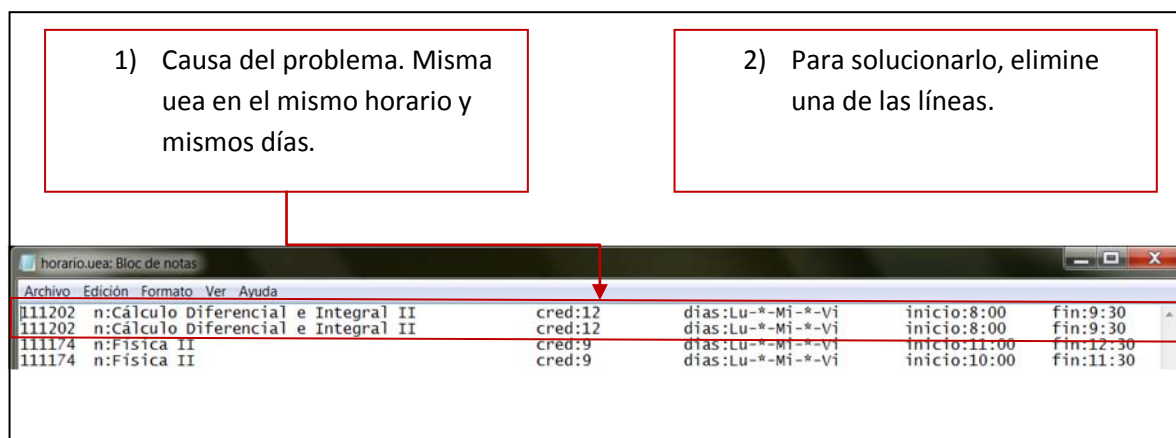 1) Causa del problema. Misma
uea en el mismo horario y
mismos días.
2) Para solucionarlo, elimine
una de las líneas.
horario.uea: Bloc de notas
Archivo Edición Formato Ver Ayuda
111202 n:Cálculo Diferencial e Integral II cred:12 dias:Lu-*-Mi-*-Vi inicio:8:00 fin:9:30
111202 n:Cálculo Diferencial e Integral II cred:12 dias:Lu-*-Mi-*-Vi inicio:8:00 fin:9:30
111174 n:Física II cred:9 dias:Lu-*-Mi-*-Vi inicio:11:00 fin:12:30
111174 n:Física II cred:9 dias:Lu-*-Mi-*-Vi inicio:10:00 fin:11:30